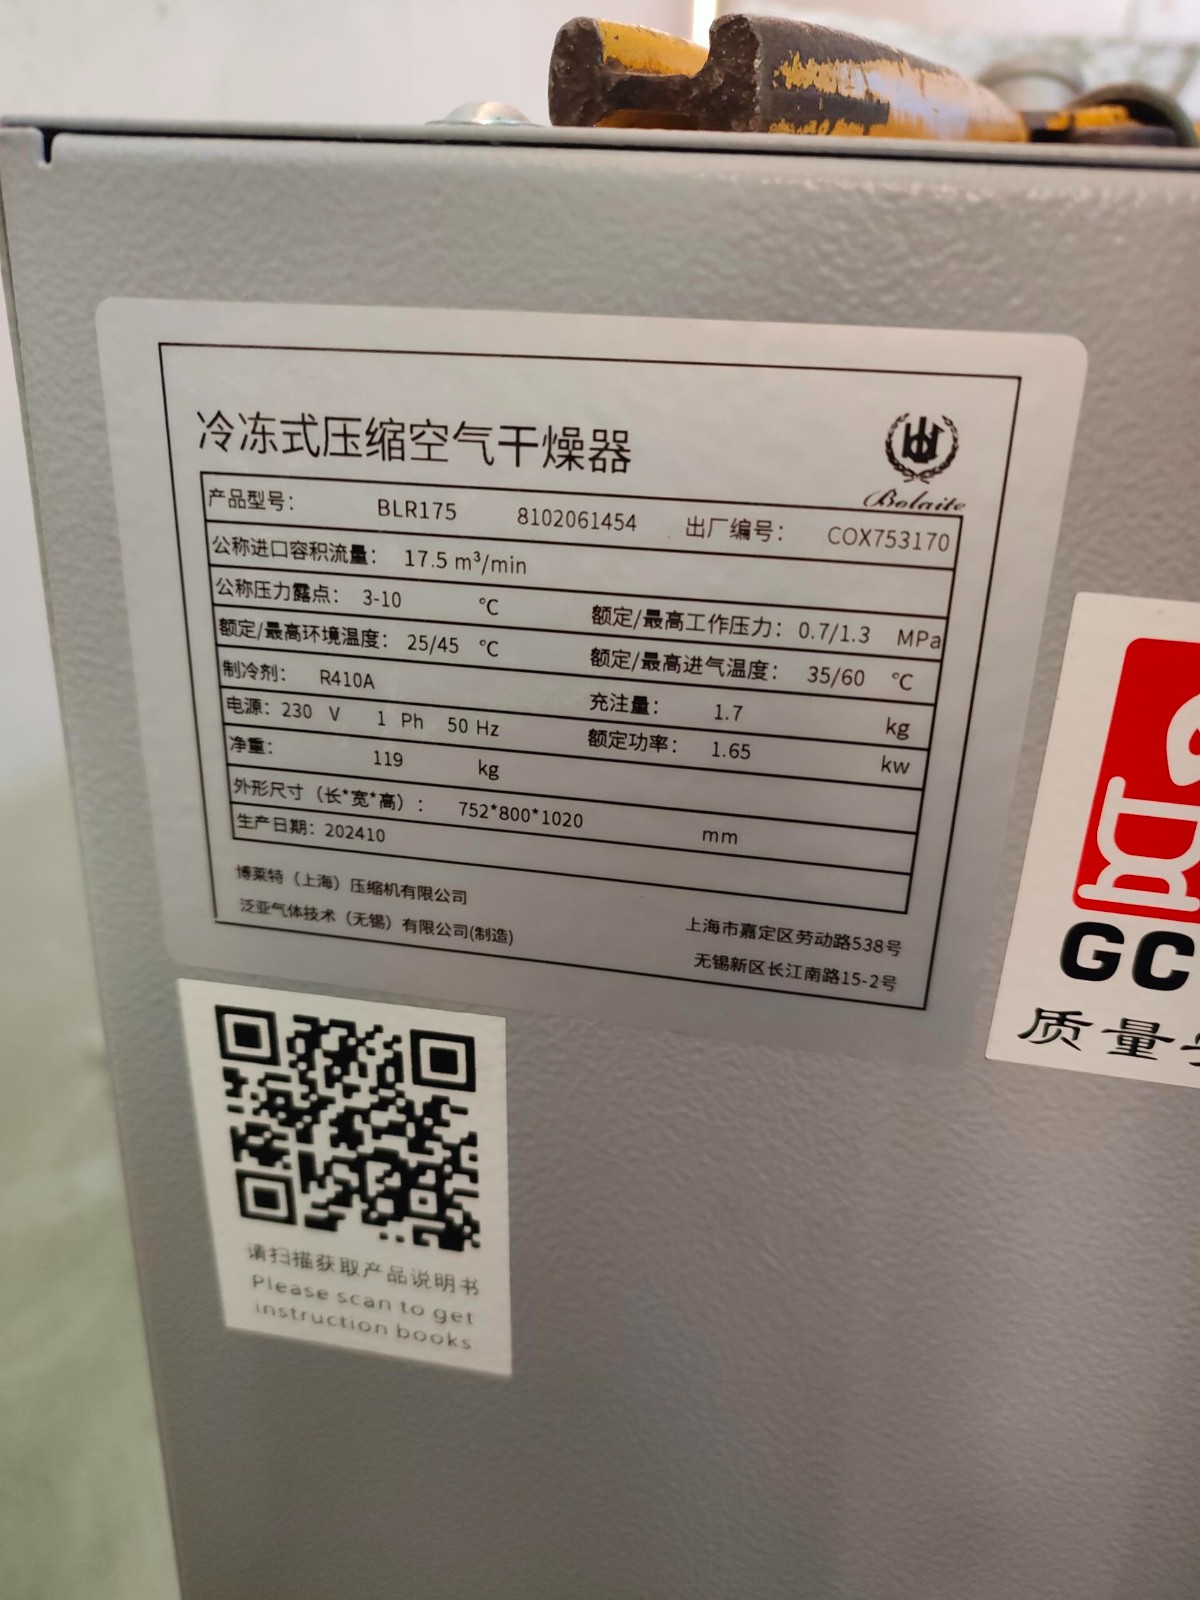 冷冻式压缩空气干燥器
Bolaite
产品型号: BLR175 8102061454 出厂编号: COX753170
公称进口容积流量: 17.5 m³/min
公称压力露点: 3-10 ℃ 额定/最高工作压力: 0.7/1.3 MPa
额定/最高环境温度: 25/45 ℃ 额定/最高进气温度: 35/60 ℃
制冷剂: R410A 充注量: 1.7 kg
电源: 230 V 1 Ph 50 Hz 额定功率: 1.65 kw
净重: 119 kg
外形尺寸（长*宽*高）: 752*800*1020 mm
生产日期: 202410
博莱特（上海）压缩机有限公司 上海市嘉定区劳动路538号
泛亚气体技术（无锡）有限公司(制造) 无锡新区长江南路15-2号
GC
质量
请扫描获取产品说明书
Please scan to get
instruction books